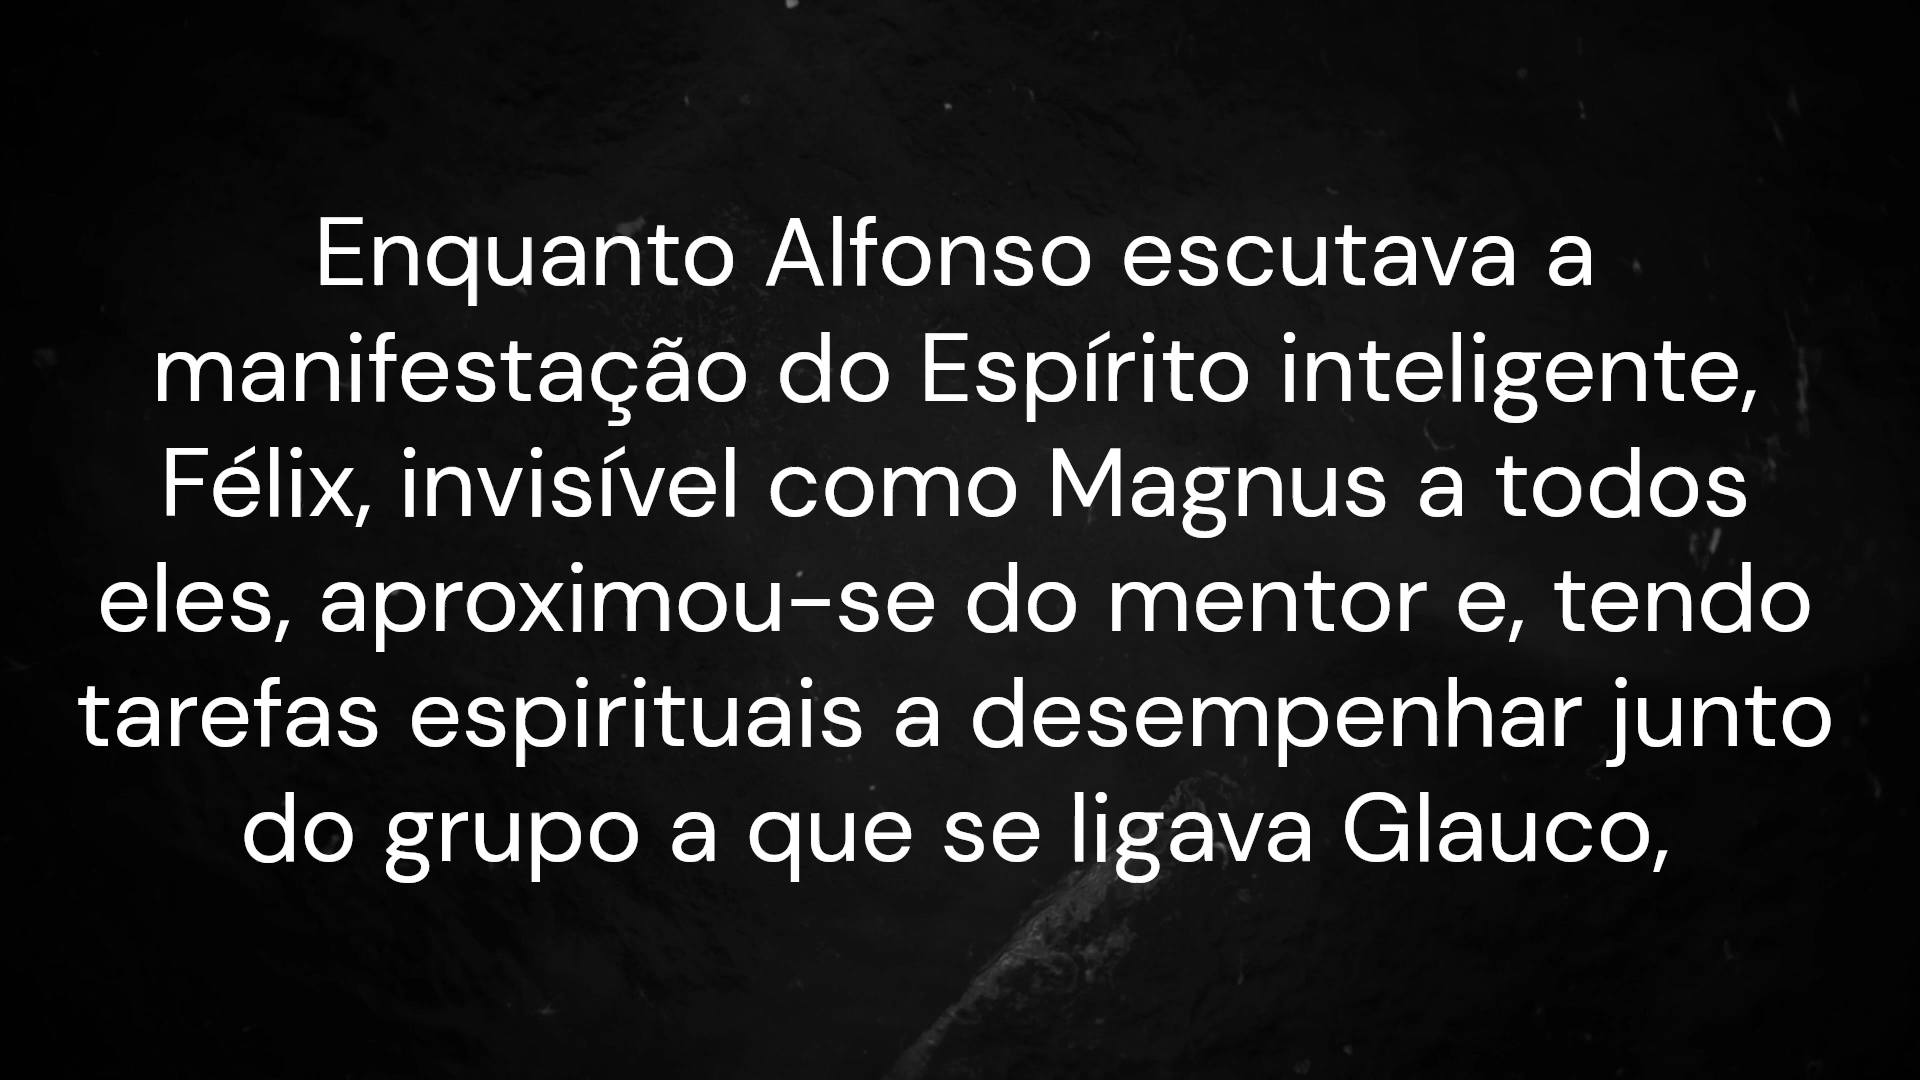 Enquanto Alfonso escutava a
manifestação do Espírito inteligente,
Félix, invisível como Magnus a todos
eles, aproximou-se do mentor e, tendo
tarefas espirituais a desempenhar junto
do grupo a que se ligava Glauco,